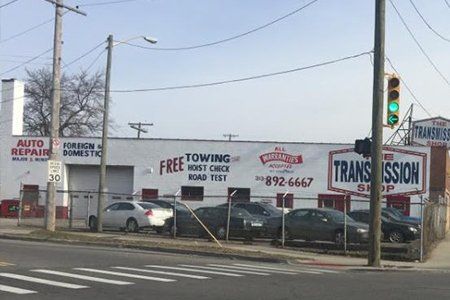 AUTO
REPAIR
MAJOR & MINOR
FOREIGN &
DOMESTIC
FREE TOWING
HOIST CHECK
ROAD TEST
ALL
WARRANTIES
ACCEPTED
313-892-6667
THE
TRANSMISSION
SHOP
THE
TRANSMISSION
SPEED
LIMIT
30